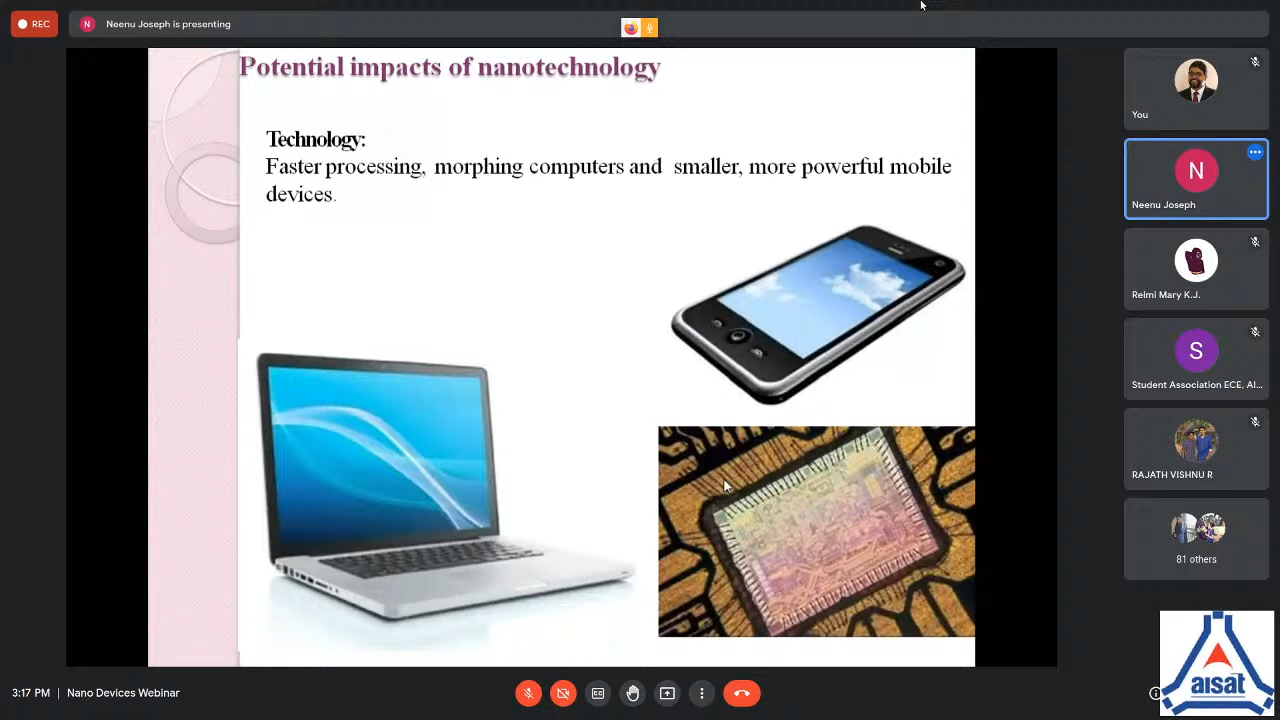 REC
N
Neenu Joseph is presenting
Potential impacts of nanotechnology
Technology:
Faster processing, morphing computers and smaller, more powerful mobile
devices.
You
N
Neenu Joseph
Relmi Mary K.J.
S
Student Association ECE, AI...
RAJATH VISHNU R
81 others
3:17 PM | Nano Devices Webinar
aisat